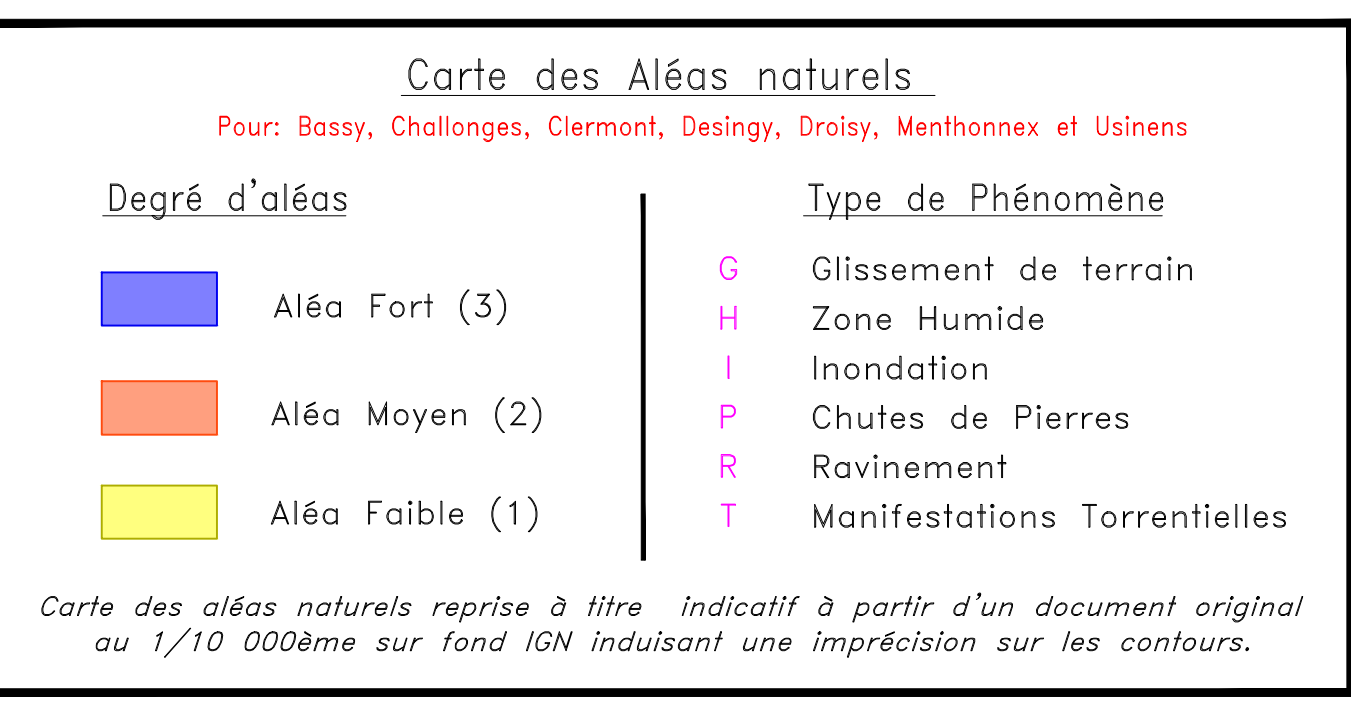 Carte des Aléas naturels
Pour: Bassy, Challonges, Clermont, Desingy, Droisy, Menthonnex et Usinens
Degré d'aléas
Aléa Fort (3)
Aléa Moyen (2)
Aléa Faible (1)
Type de Phénomène
G Glissement de terrain
H Zone Humide
I Inondation
P Chutes de Pierres
R Ravinement
T Manifestations Torrentielles
Carte des aléas naturels reprise à titre indicatif à partir d'un document original
au 1/10 000ème sur fond IGN induisant une imprécision sur les contours.